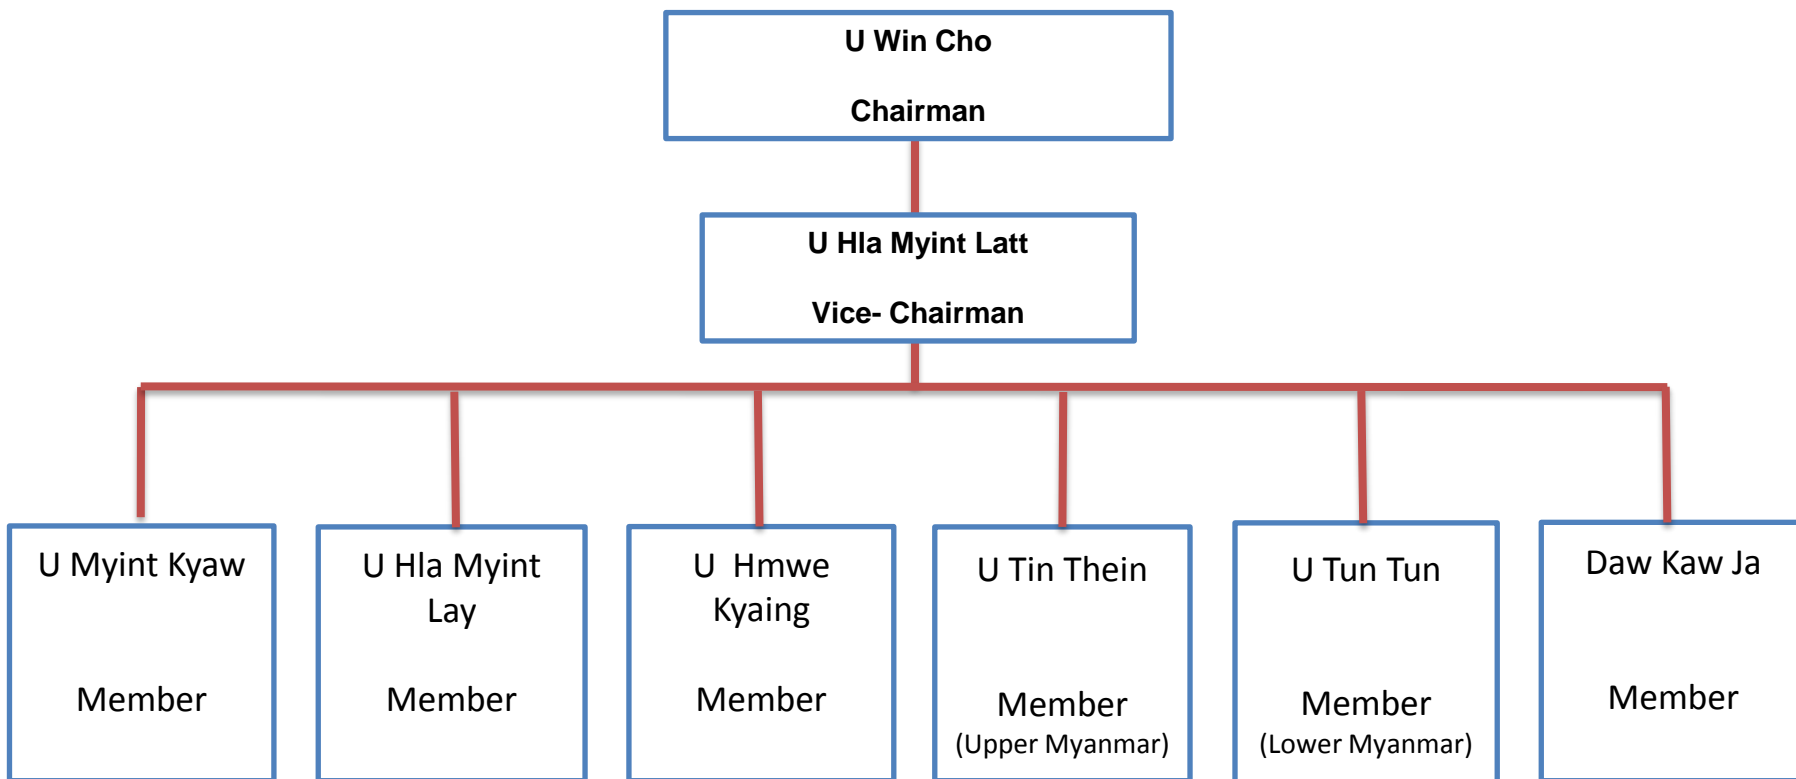 U Win Cho
Chairman
U Hla Myint Latt
Vice- Chairman
U Myint Kyaw
Member
U Hla Myint
Lay
Member
U Hmwe
Kyaing
Member
U Tin Thein
Member
(Upper Myanmar)
U Tun Tun
Member
(Lower Myanmar)
Daw Kaw Ja
Member